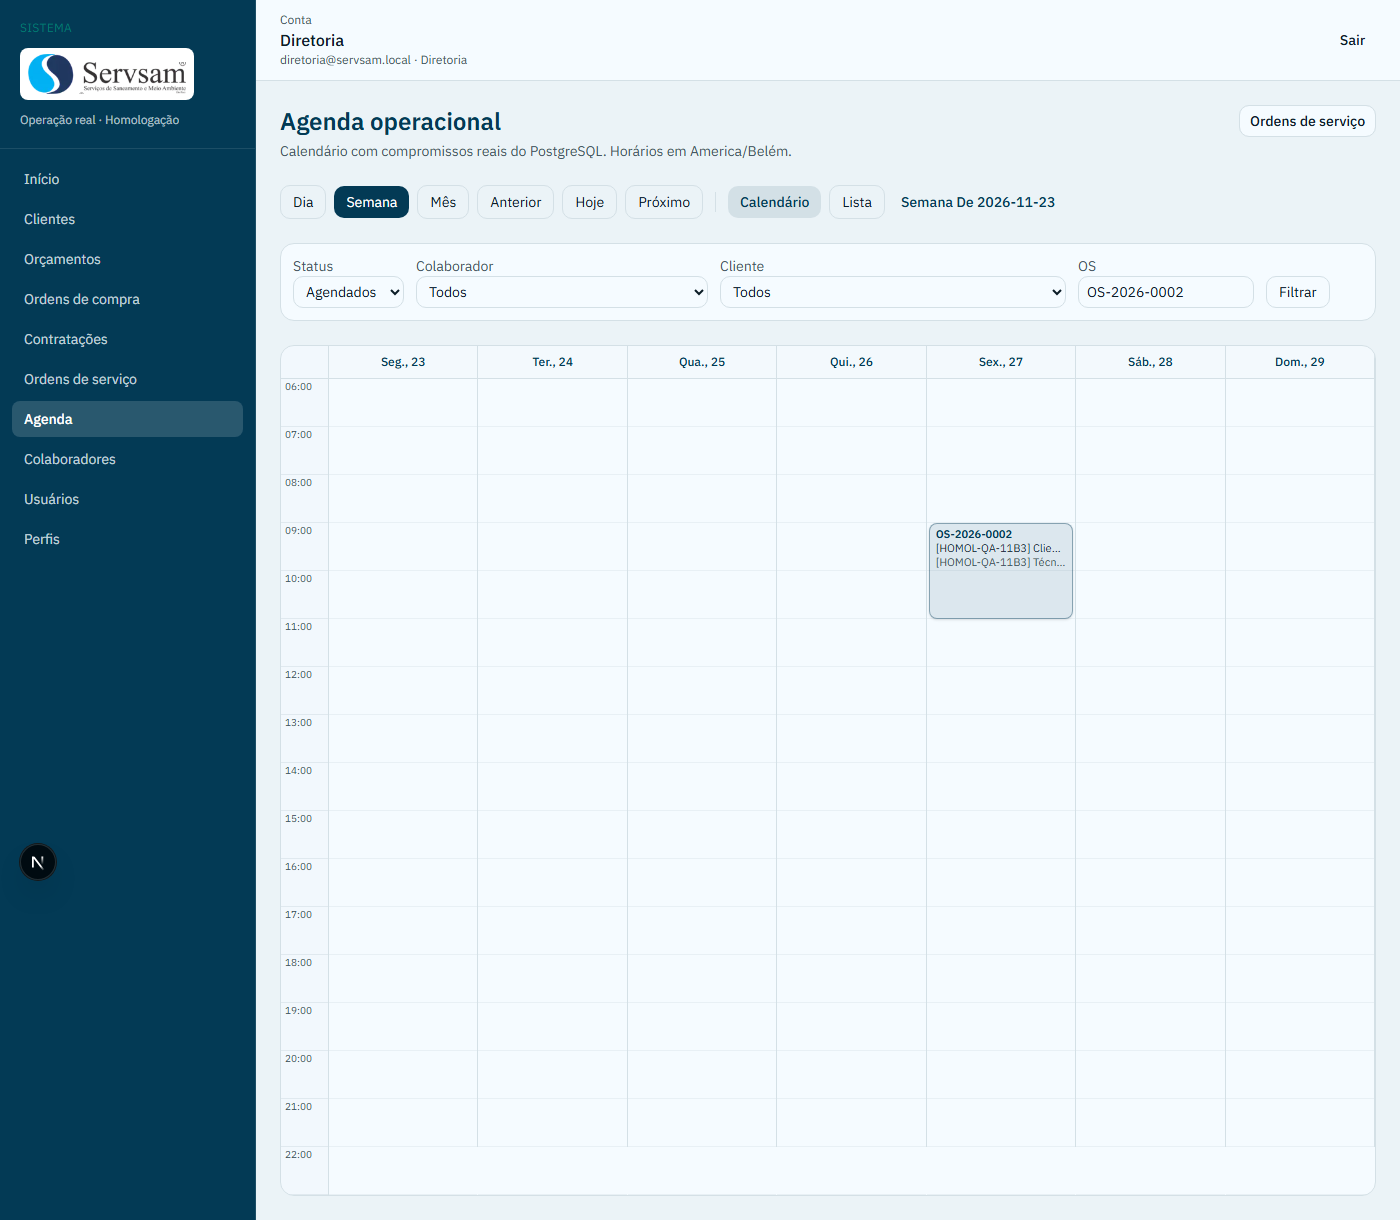 SISTEMA
Servsam
Serviços de Saneamento e Meio Ambiente
Operação real · Homologação
Início
Clientes
Orçamentos
Ordens de compra
Contratações
Ordens de serviço
Agenda
Colaboradores
Usuários
Perfis
N
Conta
Diretoria
diretoria@servsam.local · Diretoria
Sair
Agenda operacional
Ordens de serviço
Calendário com compromissos reais do PostgreSQL. Horários em America/Belém.
Dia Semana Mês Anterior Hoje Próximo Calendário Lista Semana De 2026-11-23
Status Colaborador Cliente OS
Agendados Todos Todos OS-2026-0002 Filtrar
Seg., 23 Ter., 24 Qua., 25 Qui., 26 Sex., 27 Sáb., 28 Dom., 29
06:00
07:00
08:00
09:00
OS-2026-0002
[HOMOL-QA-11B3] Clie...
[HOMOL-QA-11B3] Técn...
10:00
11:00
12:00
13:00
14:00
15:00
16:00
17:00
18:00
19:00
20:00
21:00
22:00